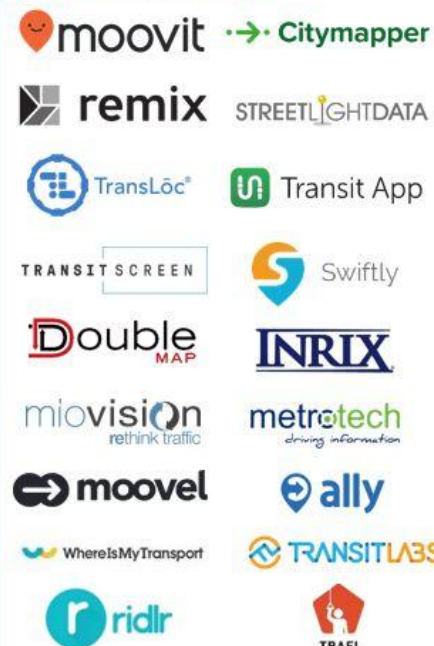 moovit
Citymapper
remix
STREETLIGHTDATA
TransLōc®
Transit App
TRANSITSCREEN
Swiftly
Double
MAP
INRIX
miovision
rethink traffic
metrotech
driving information
moovel
ally
WhereIsMyTransport
TRANSITLABS
ridlr
TRAFI